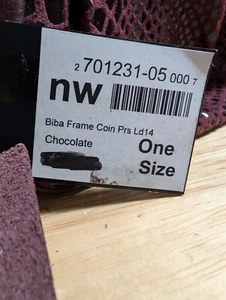 2 701231-05 000 7
nw
Biba Frame Coin Prs Ld14
Chocolate
One
Size